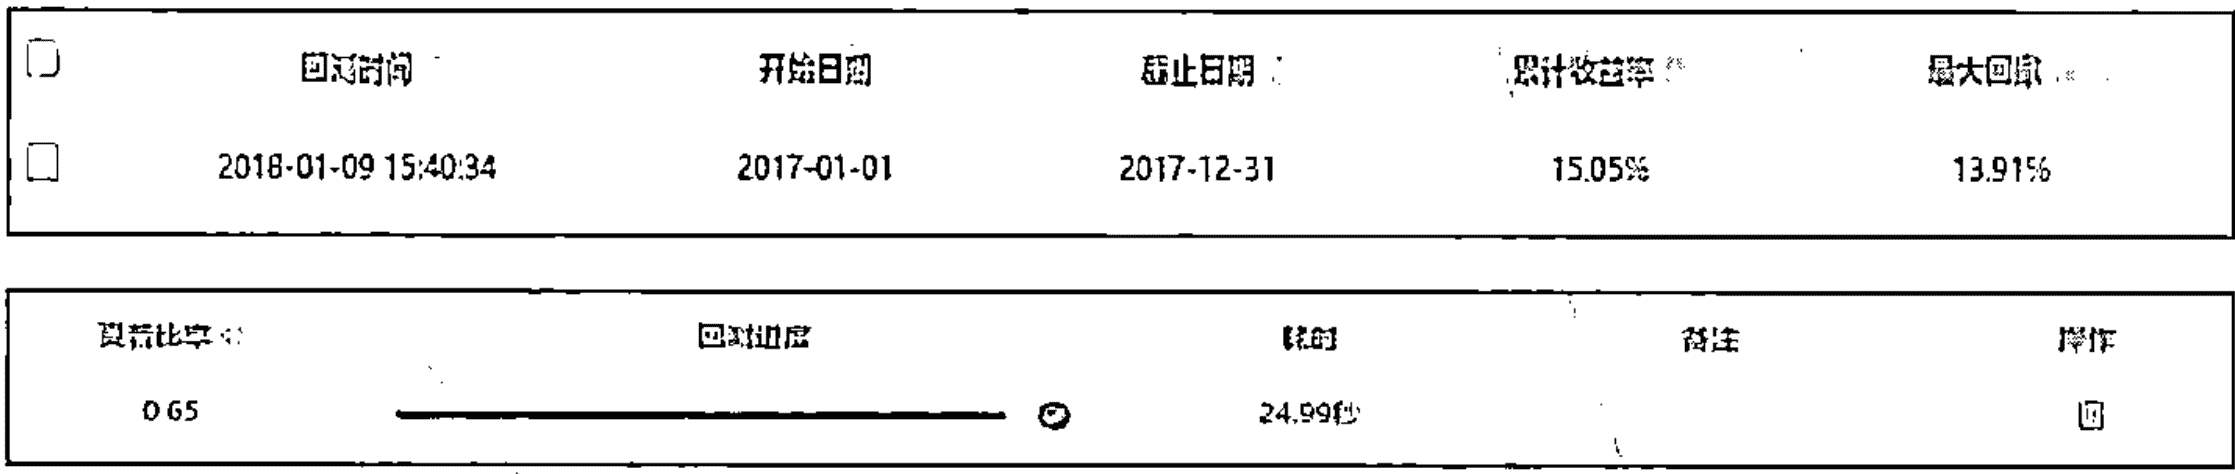 回测时间 开始日期 截止日期 累计收益率 最大回撤
2018-01-09 15:40:34 2017-01-01 2017-12-31 15.05% 13.91%
夏普比率 回测进度 耗时 备注 操作
0.65 24.99秒